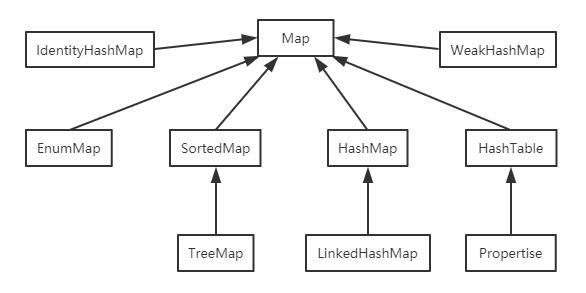 Map
IdentityHashMap
WeakHashMap
EnumMap
SortedMap
HashMap
HashTable
TreeMap
LinkedHashMap
Propertise